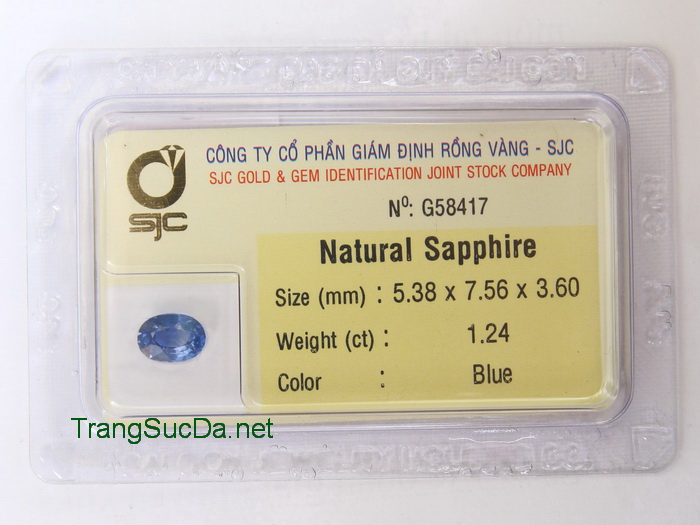 CÔNG TY CỔ PHẦN GIÁM ĐỊNH RỒNG VÀNG - SJC
SJC GOLD & GEM IDENTIFICATION JOINT STOCK COMPANY
sjc
Nº: G58417
Natural Sapphire
Size (mm) : 5.38 x 7.56 x 3.60
Weight (ct) : 1.24
Color : Blue
TrangSucDa.net